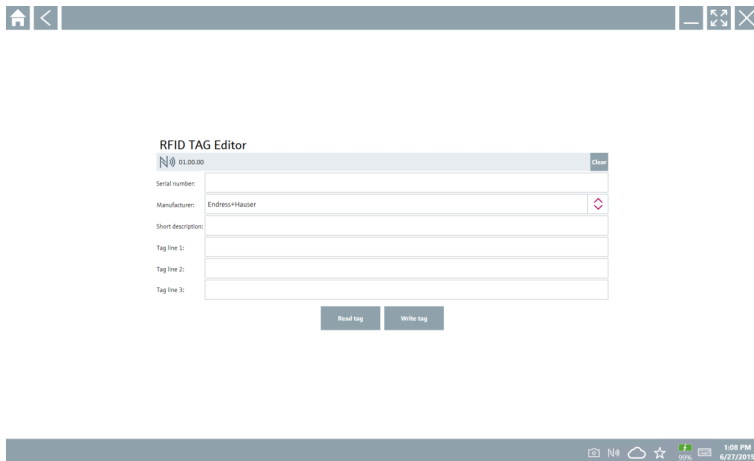 RFID TAG Editor
01.00.00 Clear
Serial number:
Manufacturer: Endress+Hauser
Short description:
Tag line 1:
Tag line 2:
Tag line 3:
Read tag Write tag
99% 1:08 PM
6/27/2019